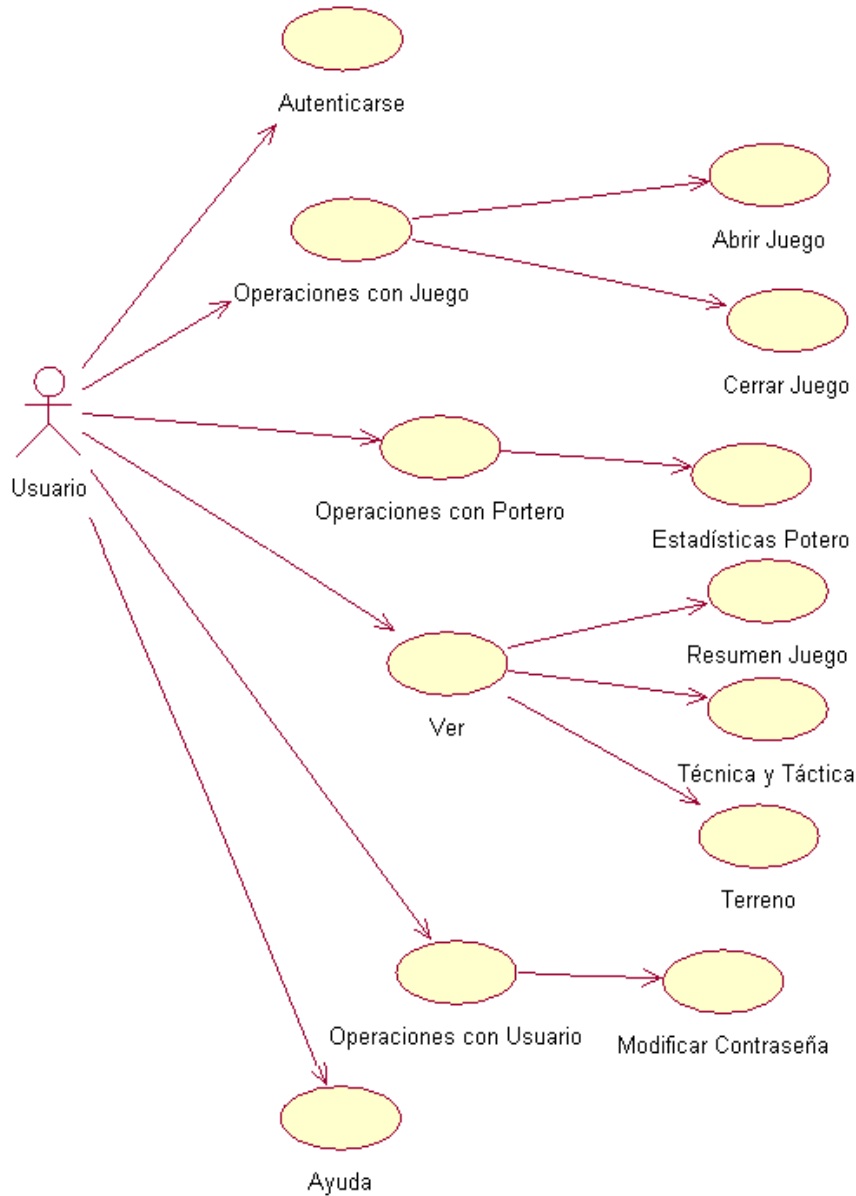 Autenticarse
Abrir Juego
Operaciones con Juego
Cerrar Juego
Usuario
Operaciones con Portero
Estadísticas Potero
Resumen Juego
Ver
Técnica y Táctica
Terreno
Operaciones con Usuario
Modificar Contraseña
Ayuda